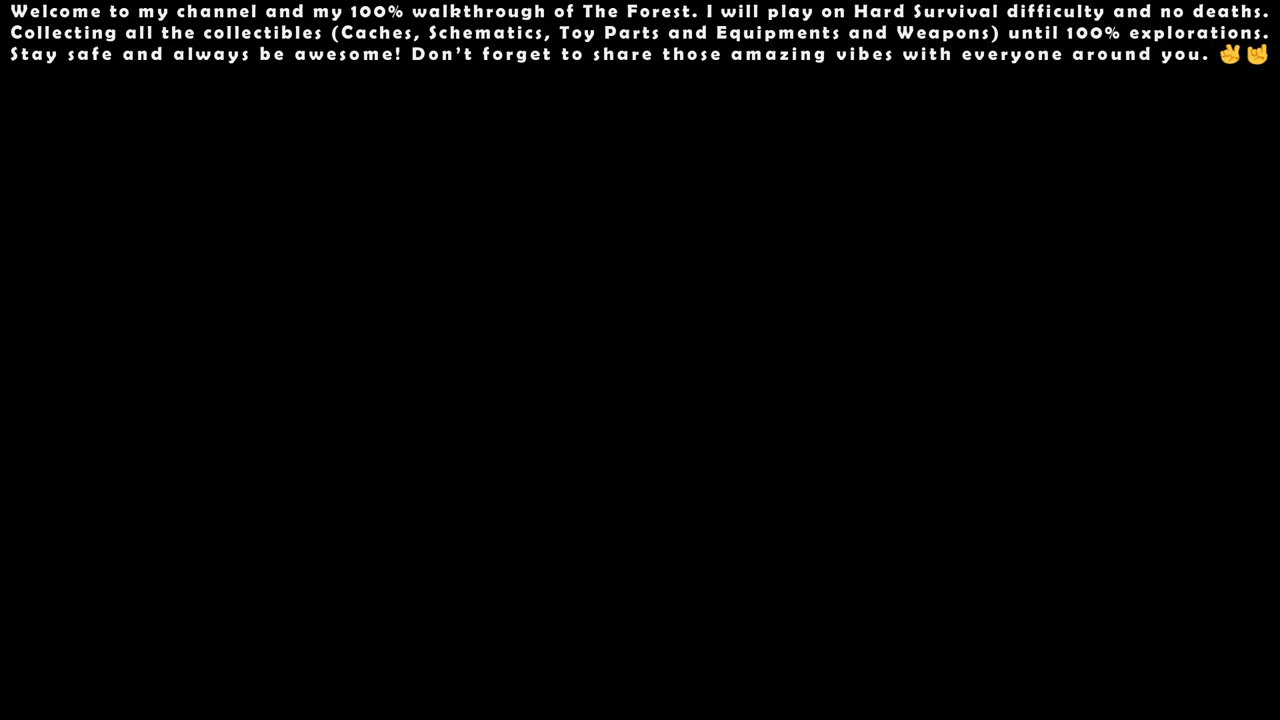 Welcome to my channel and my 100% walkthrough of The Forest. I will play on Hard Survival difficulty and no deaths.
Collecting all the collectibles (Caches, Schematics, Toy Parts and Equipments and Weapons) until 100% explorations.
Stay safe and always be awesome! Don’t forget to share those amazing vibes with everyone around you. ✌🤘